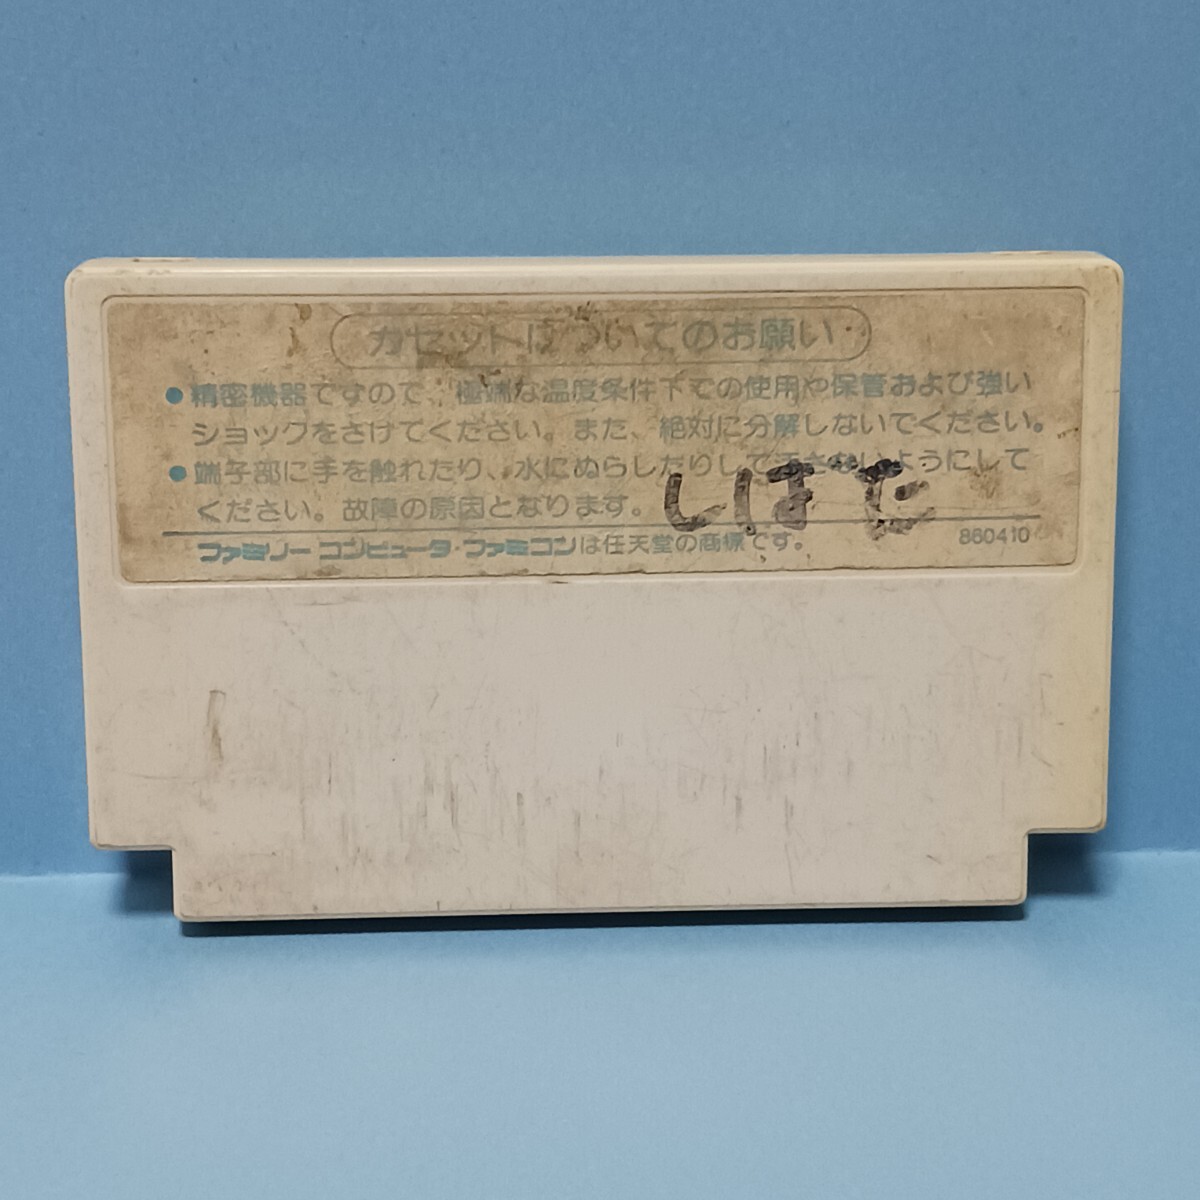 カセットについてのお願い
●精密機器ですので、極端な温度条件下での使用や保管および強い
ショックをさけてください。また、絶対に分解しないでください。
●端子部に手を触れたり、水にぬらしたりして下さないようにして
ください。故障の原因となります。
しばた
ファミリーコンピュータ・ファミコンは任天堂の商標です。
860410